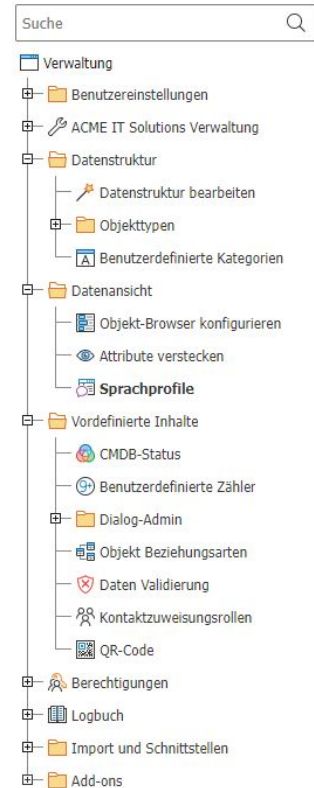 Suche
Verwaltung
Benutzereinstellungen
ACME IT Solutions Verwaltung
Datenstruktur
Datenstruktur bearbeiten
Objekttypen
Benutzerdefinierte Kategorien
Datenansicht
Objekt-Browser konfigurieren
Attribute verstecken
Sprachprofile
Vordefinierte Inhalte
CMDB-Status
Benutzerdefinierte Zähler
Dialog-Admin
Objekt Beziehungsarten
Daten Validierung
Kontaktzuweisungsrollen
QR-Code
Berechtigungen
Logbuch
Import und Schnittstellen
Add-ons